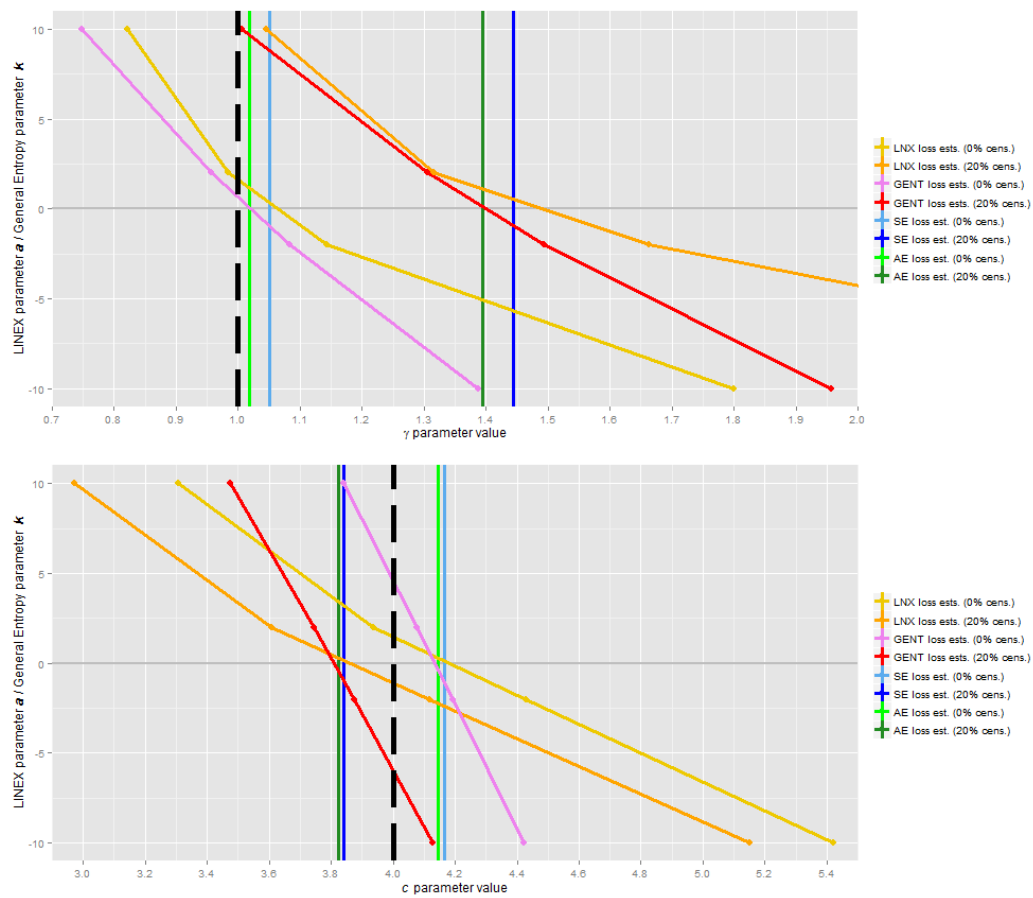 LINEX parameter a / General Entropy parameter k
10
5
0
-5
-10
0.7 0.8 0.9 1.0 1.1 1.2 1.3 1.4 1.5 1.6 1.7 1.8 1.9 2.0
γ parameter value
LNX loss ests. (0% cens.)
LNX loss ests. (20% cens.)
GENT loss ests. (0% cens.)
GENT loss ests. (20% cens.)
SE loss est. (0% cens.)
SE loss est. (20% cens.)
AE loss est. (0% cens.)
AE loss est. (20% cens.)
LINEX parameter a / General Entropy parameter k
10
5
0
-5
-10
3.0 3.2 3.4 3.6 3.8 4.0 4.2 4.4 4.6 4.8 5.0 5.2 5.4
c parameter value
LNX loss ests. (0% cens.)
LNX loss ests. (20% cens.)
GENT loss ests. (0% cens.)
GENT loss ests. (20% cens.)
SE loss est. (0% cens.)
SE loss est. (20% cens.)
AE loss est. (0% cens.)
AE loss est. (20% cens.)